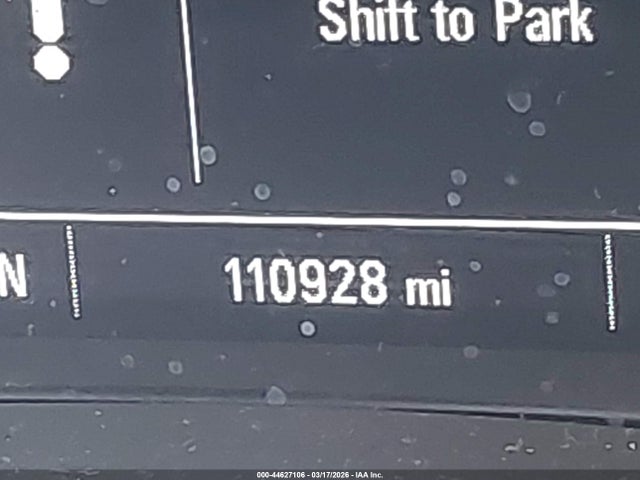 Shift to Park
N
110928 mi
000-44627106 - 03/17/2026 - IAA Inc.